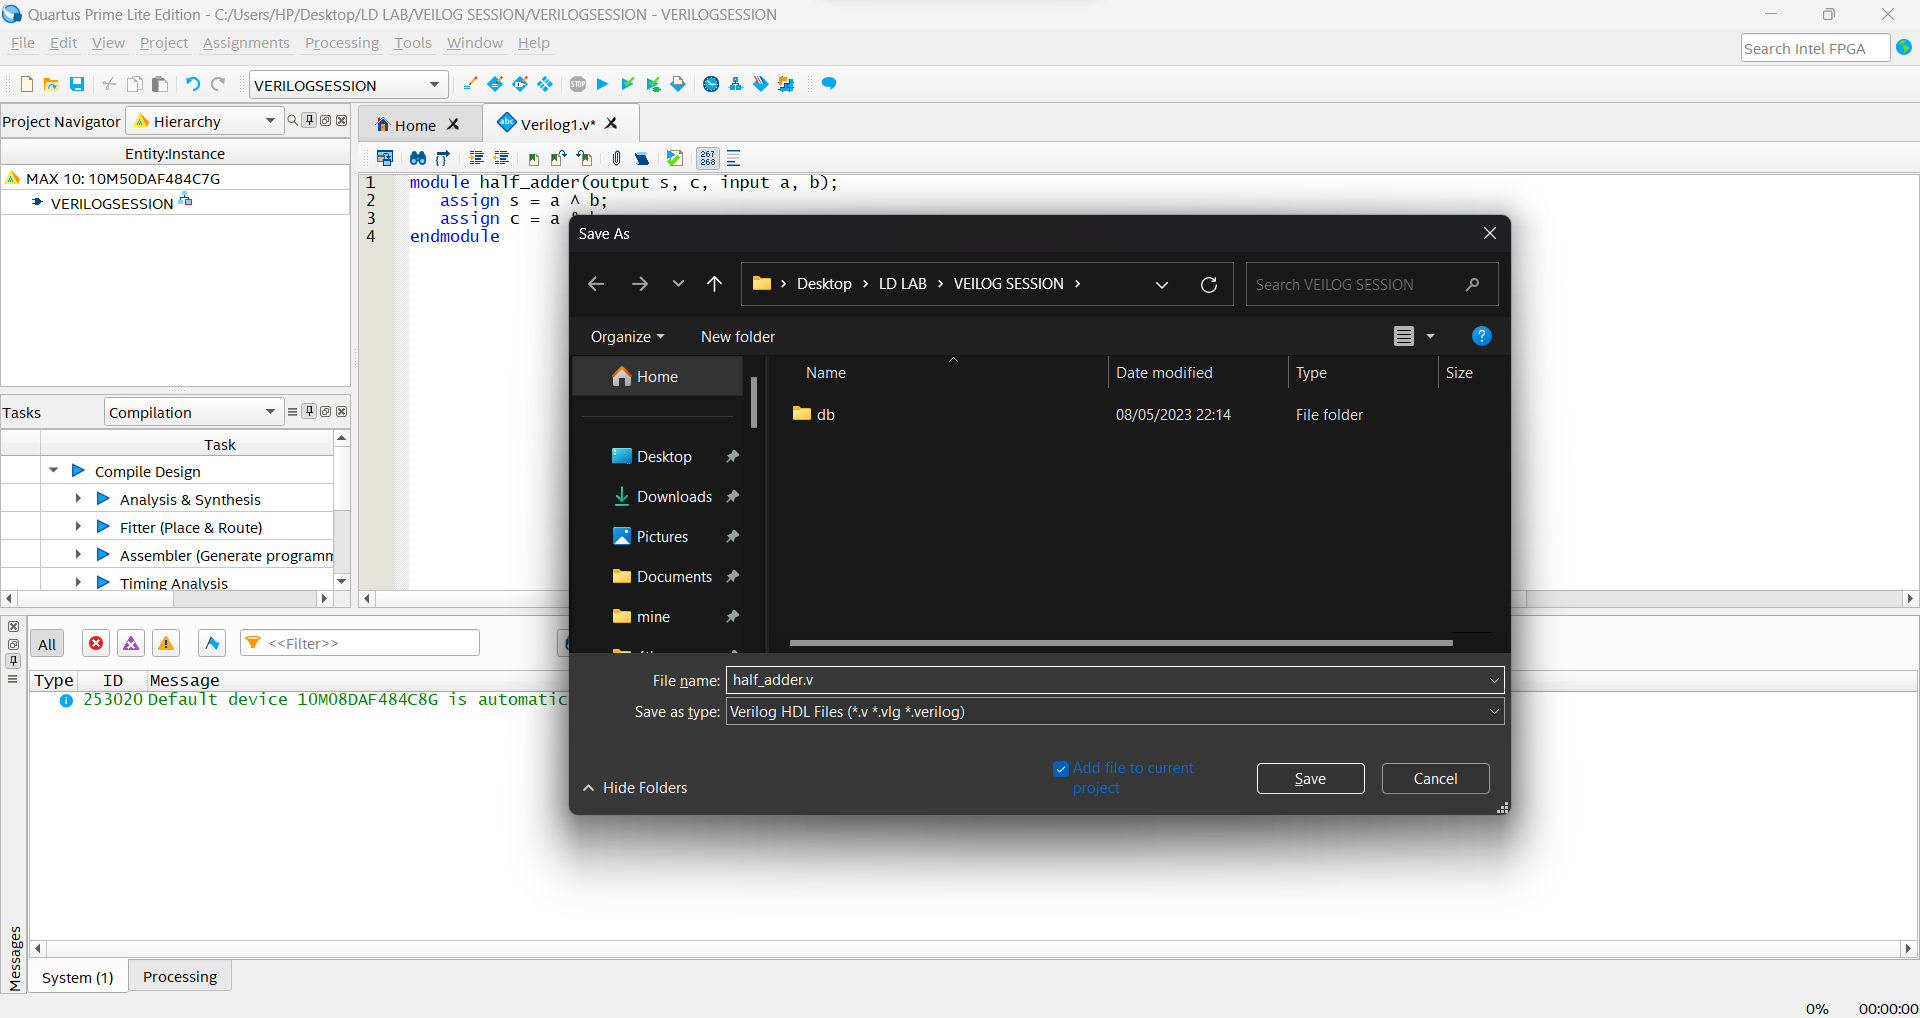 Quartus Prime Lite Edition - C:/Users/HP/Desktop/LD LAB/VEILOG SESSION/VERILOGSESSION - VERILOGSESSION
File Edit View Project Assignments Processing Tools Window Help
Search Intel FPGA
VERILOGSESSION
STOP
Project Navigator Hierarchy
Home
abc Verilog1.v*
Entity:Instance
MAX 10: 10M50DAF484C7G
VERILOGSESSION
267
268
1 module half_adder(output s, c, input a, b);
2 assign s = a ^ b;
3 assign c = a
4 endmodule
Save As
Desktop > LD LAB > VEILOG SESSION >
Search VEILOG SESSION
Organize
New folder
Home
Desktop
Downloads
Pictures
Documents
mine
Name Date modified Type Size
db 08/05/2023 22:14 File folder
File name: half_adder.v
Save as type: Verilog HDL Files (*.v *.vlg *.verilog)
Hide Folders
Add file to current
project
Save
Cancel
Tasks Compilation
Task
Compile Design
Analysis & Synthesis
Fitter (Place & Route)
Assembler (Generate programm
Timing Analysis
All
<<Filter>>
Type ID Message
253020 Default device 10M08DAF484C8G is automatic
Messages
System (1) Processing
0% 00:00:00